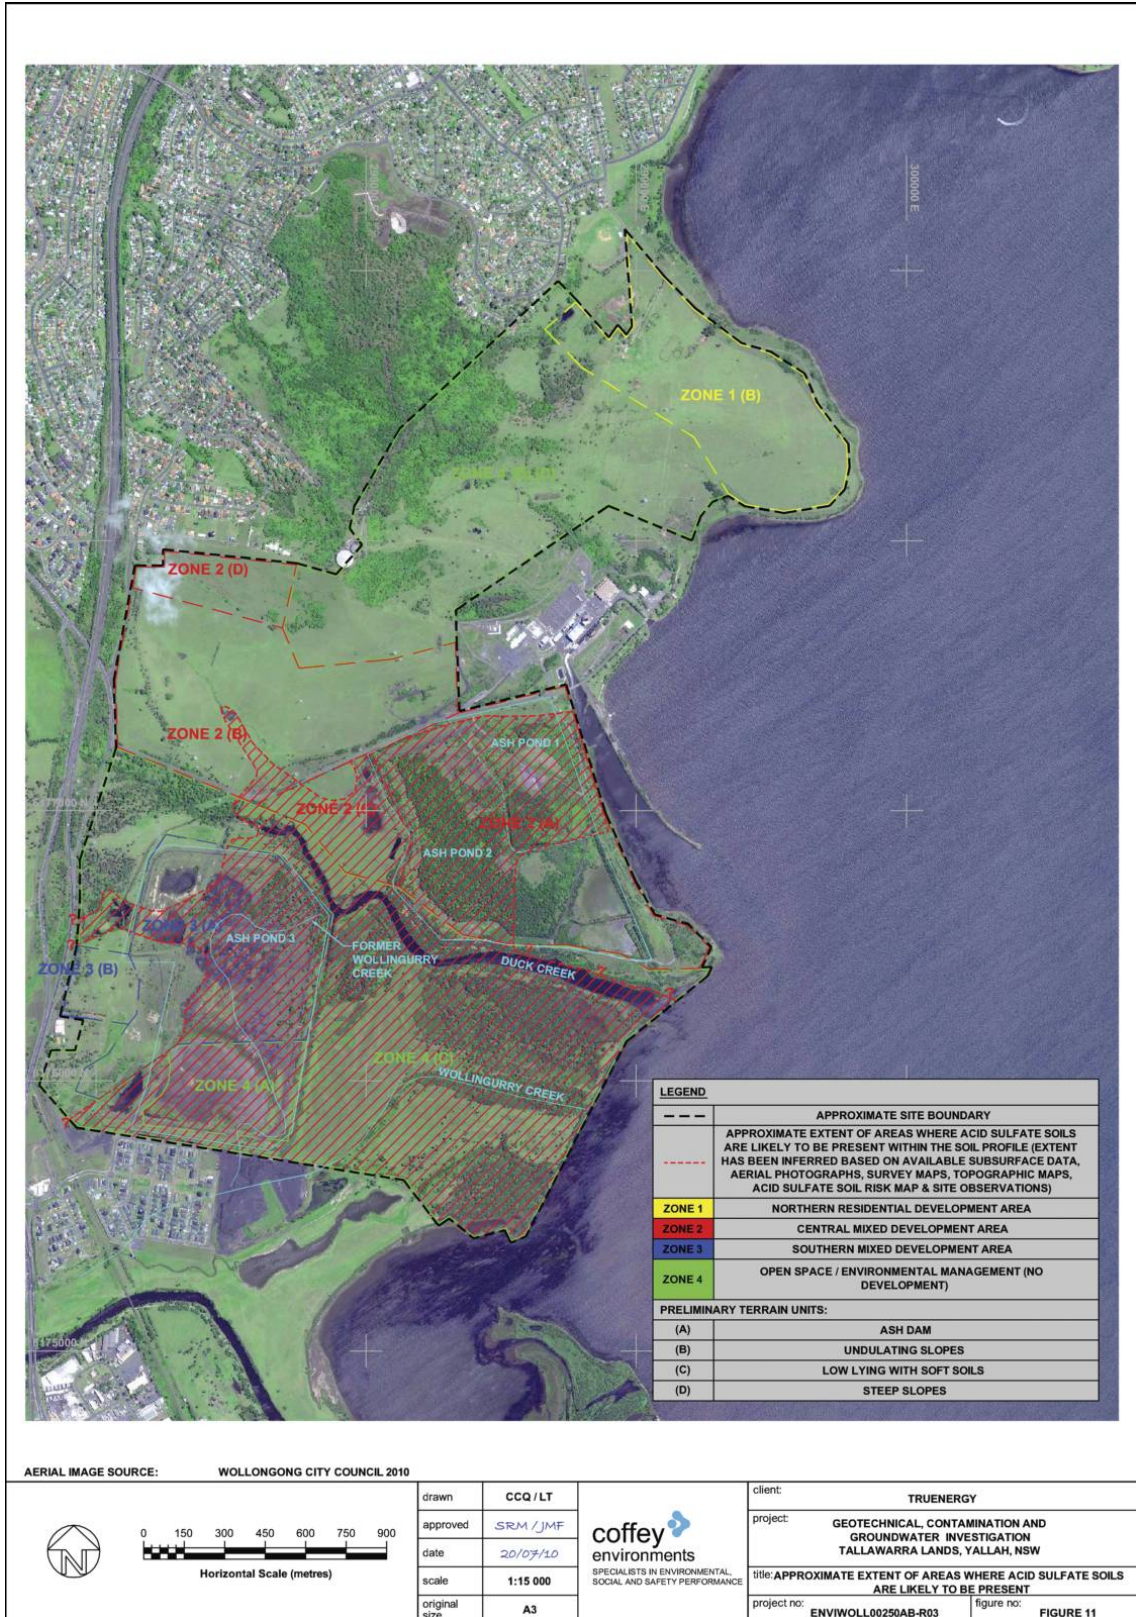 300000 E
ZONE 1 (B)
ZONE 2 (D)
ZONE 2 (B)
ASH POND 1
ZONE 2 (A)
ASH POND 2
ZONE 3 (A)
ASH POND 3
FORMER
WOLLINGURRY
CREEK
ZONE 3 (B)
DUCK CREEK
?
?
?
ZONE 4 (C)
ZONE 4 (A)
WOLLINGURRY CREEK
6175000 N
LEGEND
APPROXIMATE SITE BOUNDARY
APPROXIMATE EXTENT OF AREAS WHERE ACID SULFATE SOILS
ARE LIKELY TO BE PRESENT WITHIN THE SOIL PROFILE (EXTENT
HAS BEEN INFERRED BASED ON AVAILABLE SUBSURFACE DATA,
AERIAL PHOTOGRAPHS, SURVEY MAPS, TOPOGRAPHIC MAPS,
ACID SULFATE SOIL RISK MAP & SITE OBSERVATIONS)
ZONE 1 NORTHERN RESIDENTIAL DEVELOPMENT AREA
ZONE 2 CENTRAL MIXED DEVELOPMENT AREA
ZONE 3 SOUTHERN MIXED DEVELOPMENT AREA
ZONE 4 OPEN SPACE / ENVIRONMENTAL MANAGEMENT (NO
DEVELOPMENT)
PRELIMINARY TERRAIN UNITS:
(A) ASH DAM
(B) UNDULATING SLOPES
(C) LOW LYING WITH SOFT SOILS
(D) STEEP SLOPES
AERIAL IMAGE SOURCE: WOLLONGONG CITY COUNCIL 2010
N
0 150 300 450 600 750 900
Horizontal Scale (metres)
drawn CCQ / LT
approved SRM / JMF
date 20/07/10
scale 1:15 000
original
size A3
coffey
environments
SPECIALISTS IN ENVIRONMENTAL,
SOCIAL AND SAFETY PERFORMANCE
client: TRUENERGY
project: GEOTECHNICAL, CONTAMINATION AND
GROUNDWATER INVESTIGATION
TALLAWARRA LANDS, YALLAH, NSW
title: APPROXIMATE EXTENT OF AREAS WHERE ACID SULFATE SOILS
ARE LIKELY TO BE PRESENT
project no: ENVIWOLL00250AB-R03
figure no: FIGURE 11